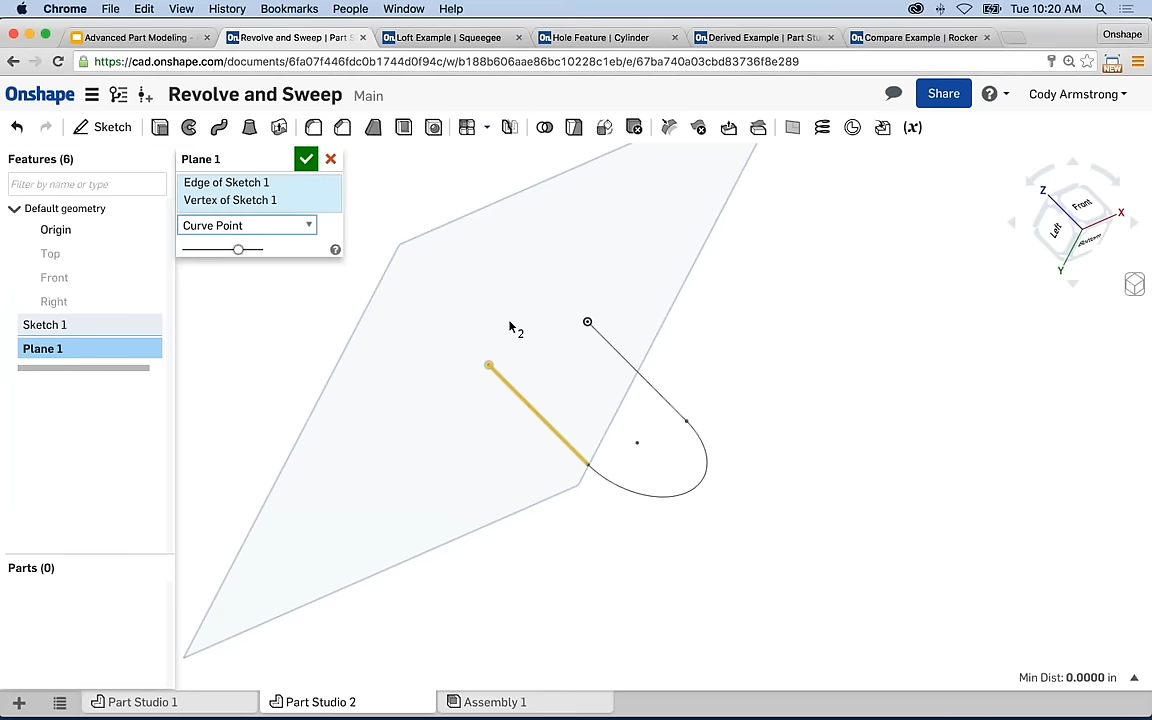 Chrome File Edit View History Bookmarks People Window Help Tue 10:20 AM
Advanced Part Modeling - Revolve and Sweep | Part S Loft Example | Squeegee Hole Feature | Cylinder Derived Example | Part Stu Compare Example | Rocker Onshape
https://cad.onshape.com/documents/6fa07f446fdc0b1744d0f94c/w/b188b606aae86bc10228c1eb/e/67ba740a03cbd83736f8e289 NEW
Onshape Revolve and Sweep Main Share Cody Armstrong
Sketch (x)
Features (6)
Filter by name or type
Default geometry
Origin
Top
Front
Right
Sketch 1
Plane 1
Parts (0)
Plane 1
Edge of Sketch 1
Vertex of Sketch 1
Curve Point
2
Z
Front
X
Left
Bottom
Y
Min Dist: 0.0000 in
Part Studio 1 Part Studio 2 Assembly 1